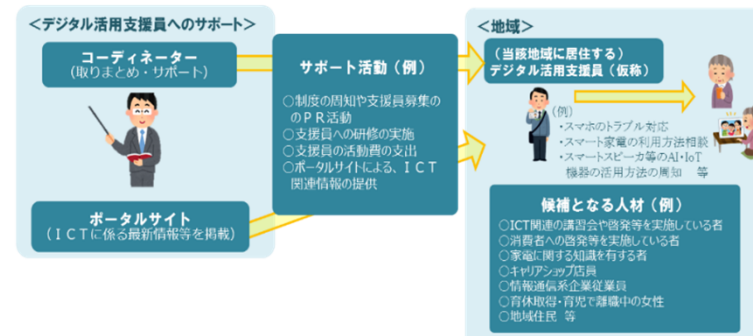 ＜デジタル活用支援員へのサポート＞
コーディネーター
（取りまとめ・サポート）
ポータルサイト
（ＩＣＴに係る最新情報等を掲載）
サポート活動（例）
○制度の周知や支援員募集の
のＰＲ活動
○支援員への研修の実施
○支援員の活動費の支出
○ポータルサイトによる、ＩＣＴ
関連情報の提供
＜地域＞
（当該地域に居住する）
デジタル活用支援員（仮称）
（例）
・スマホのトラブル対応
・スマート家電の利用方法相談
・スマートスピーカ等のAI・IoT
機器の活用方法の周知　等
候補となる人材（例）
○ICT関連の講習会や啓発等を実施している者
○消費者への啓発等を実施している者
○家電に関する知識を有する者
○キャリアショップ店員
○情報通信系企業従業員
○育休取得・育児で離職中の女性
○地域住民　等